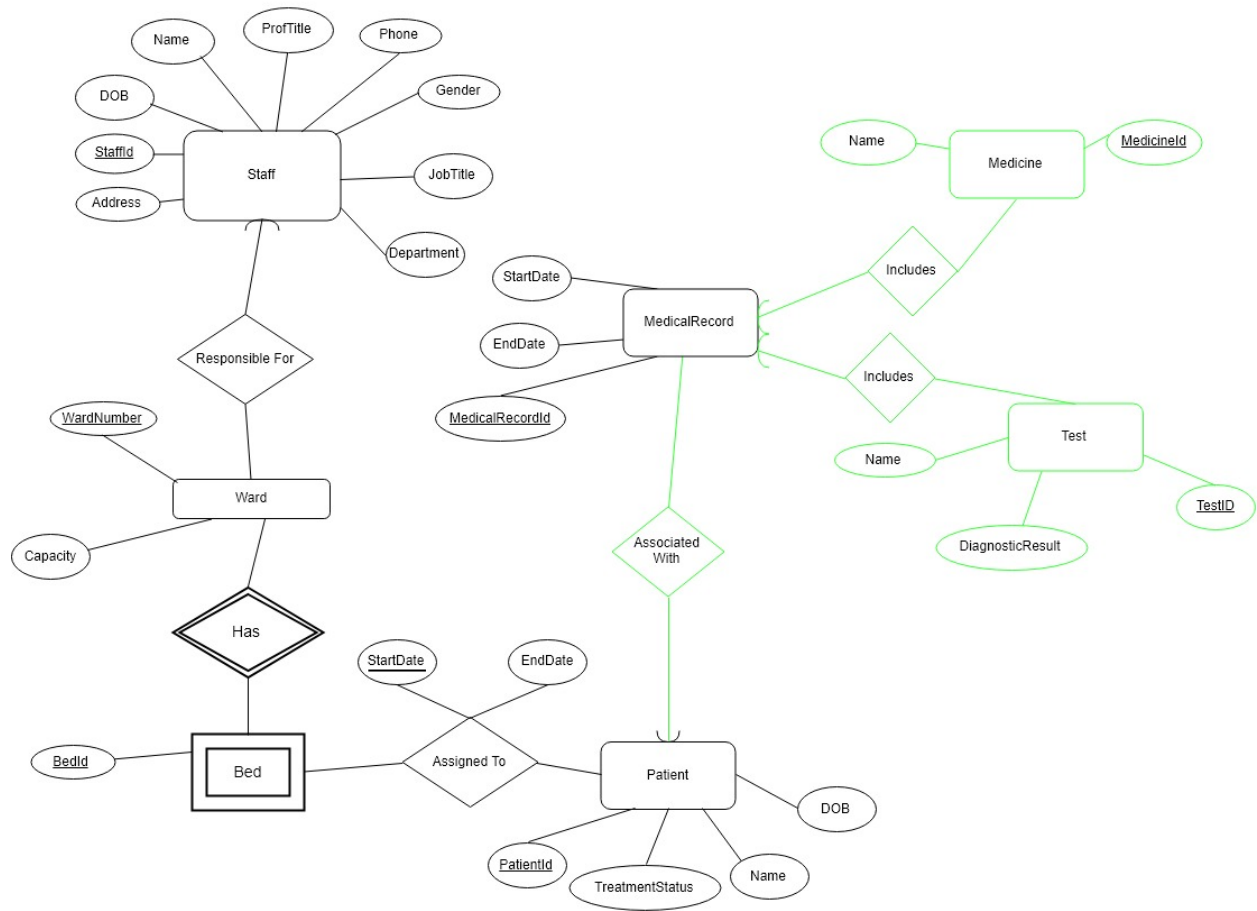 ProfTitle
Phone
Name
Gender
DOB
StaffId
Staff
JobTitle
Address
Department
Name
MedicineId
Medicine
Includes
StartDate
MedicalRecord
EndDate
MedicalRecordId
Includes
Test
Name
TestID
DiagnosticResult
Responsible For
WardNumber
Ward
Capacity
Associated
With
Has
StartDate
EndDate
BedId
Bed
Assigned To
Patient
DOB
PatientId
TreatmentStatus
Name